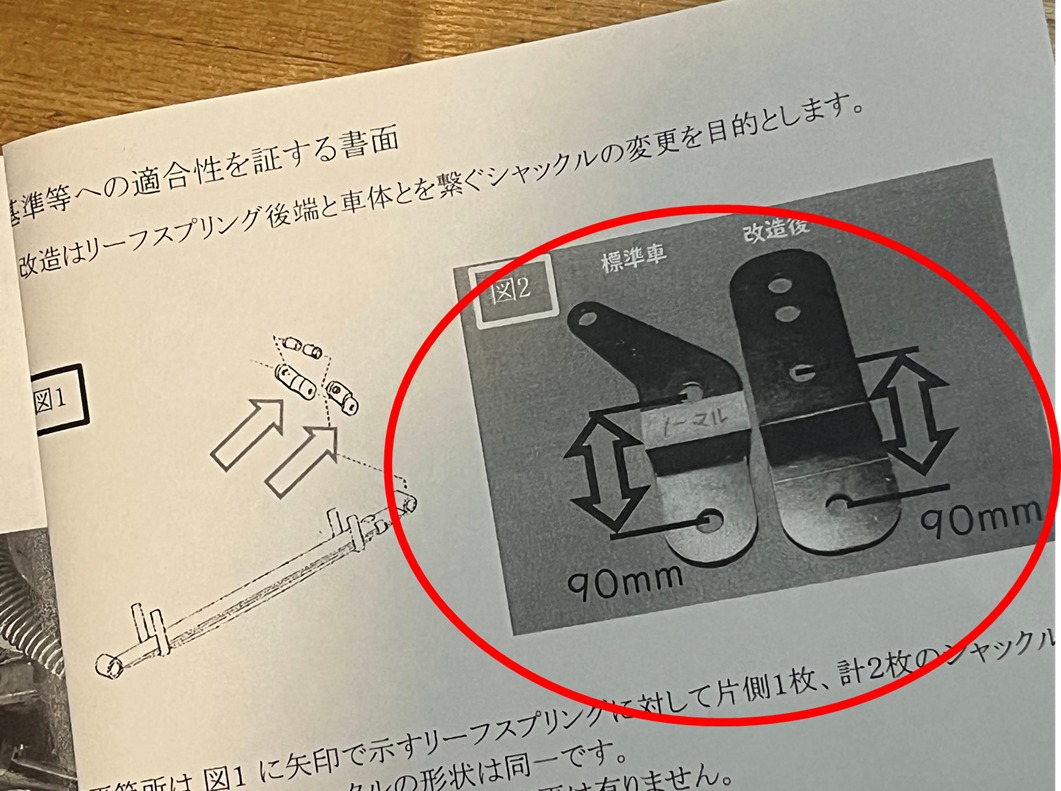 基準等への適合性を証する書面
改造はリーフスプリング後端と車体とを繋ぐシャックルの変更を目的とします。
図1
図2
標準車
改造後
ノーマル
90mm
90mm
図1 に矢印で示すリーフスプリングに対して片側1枚、計2枚のシャックル
クルの形状は同一です。
有りません。